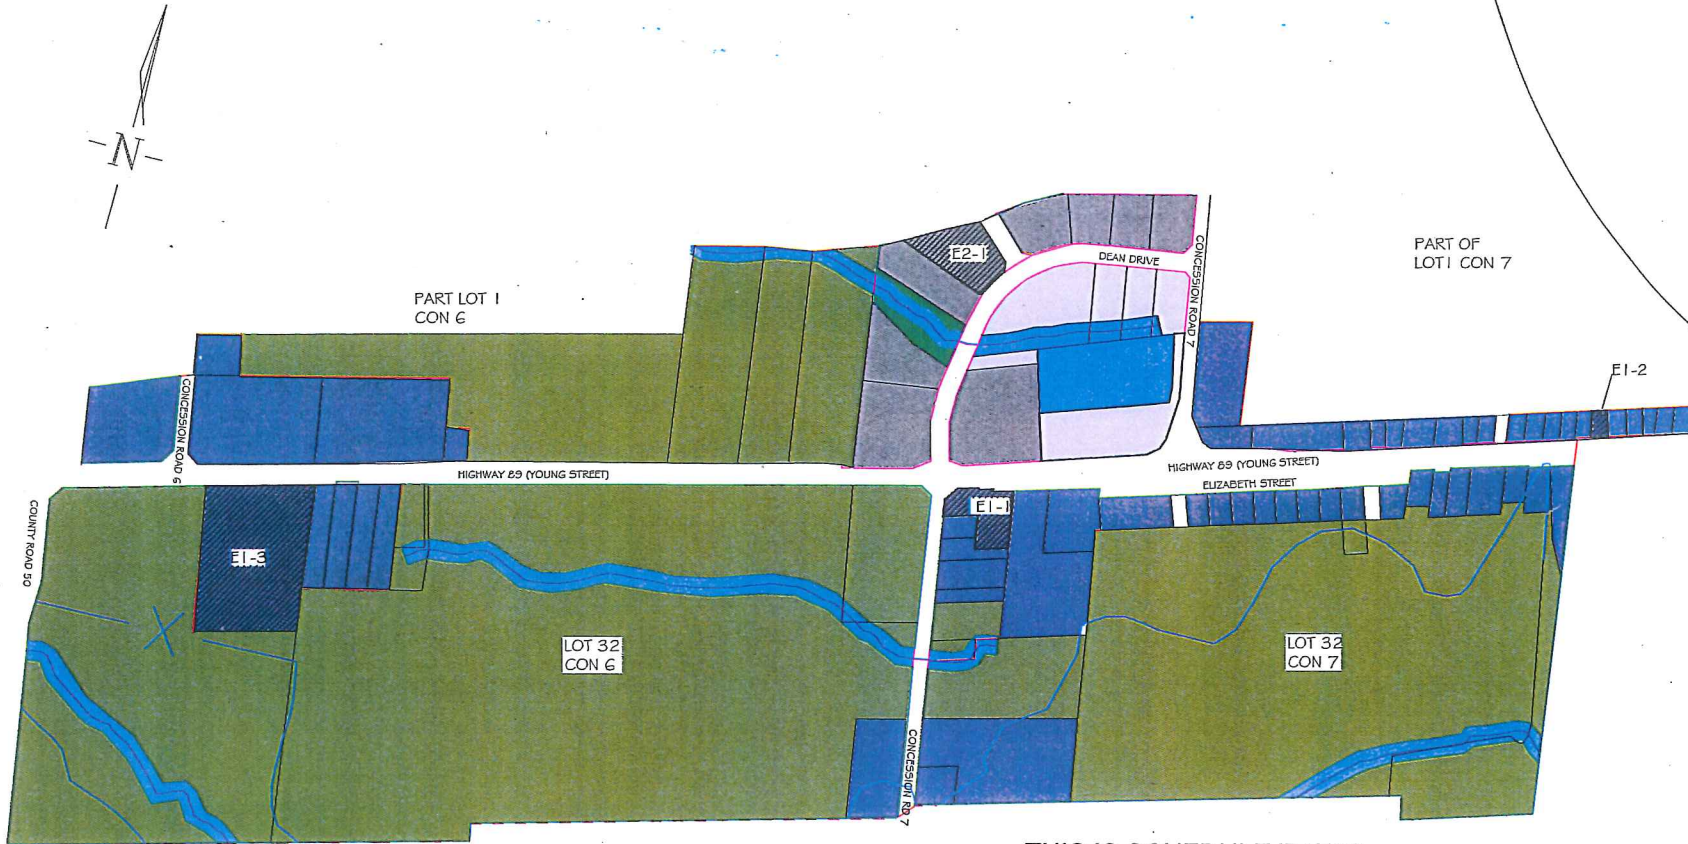 N
PART OF
LOT 1 CON 7
E2-1
DEAN DRIVE
CONCESSION ROAD 7
PART LOT 1
CON 6
E1-2
CONCESSION ROAD 6
HIGHWAY 89 (YOUNG STREET)
HIGHWAY 89 (YOUNG STREET)
ELIZABETH STREET
COUNTY ROAD 50
E1-1
E1-3
LOT 32
CON 6
LOT 32
CON 7
CONCESSION RD 7